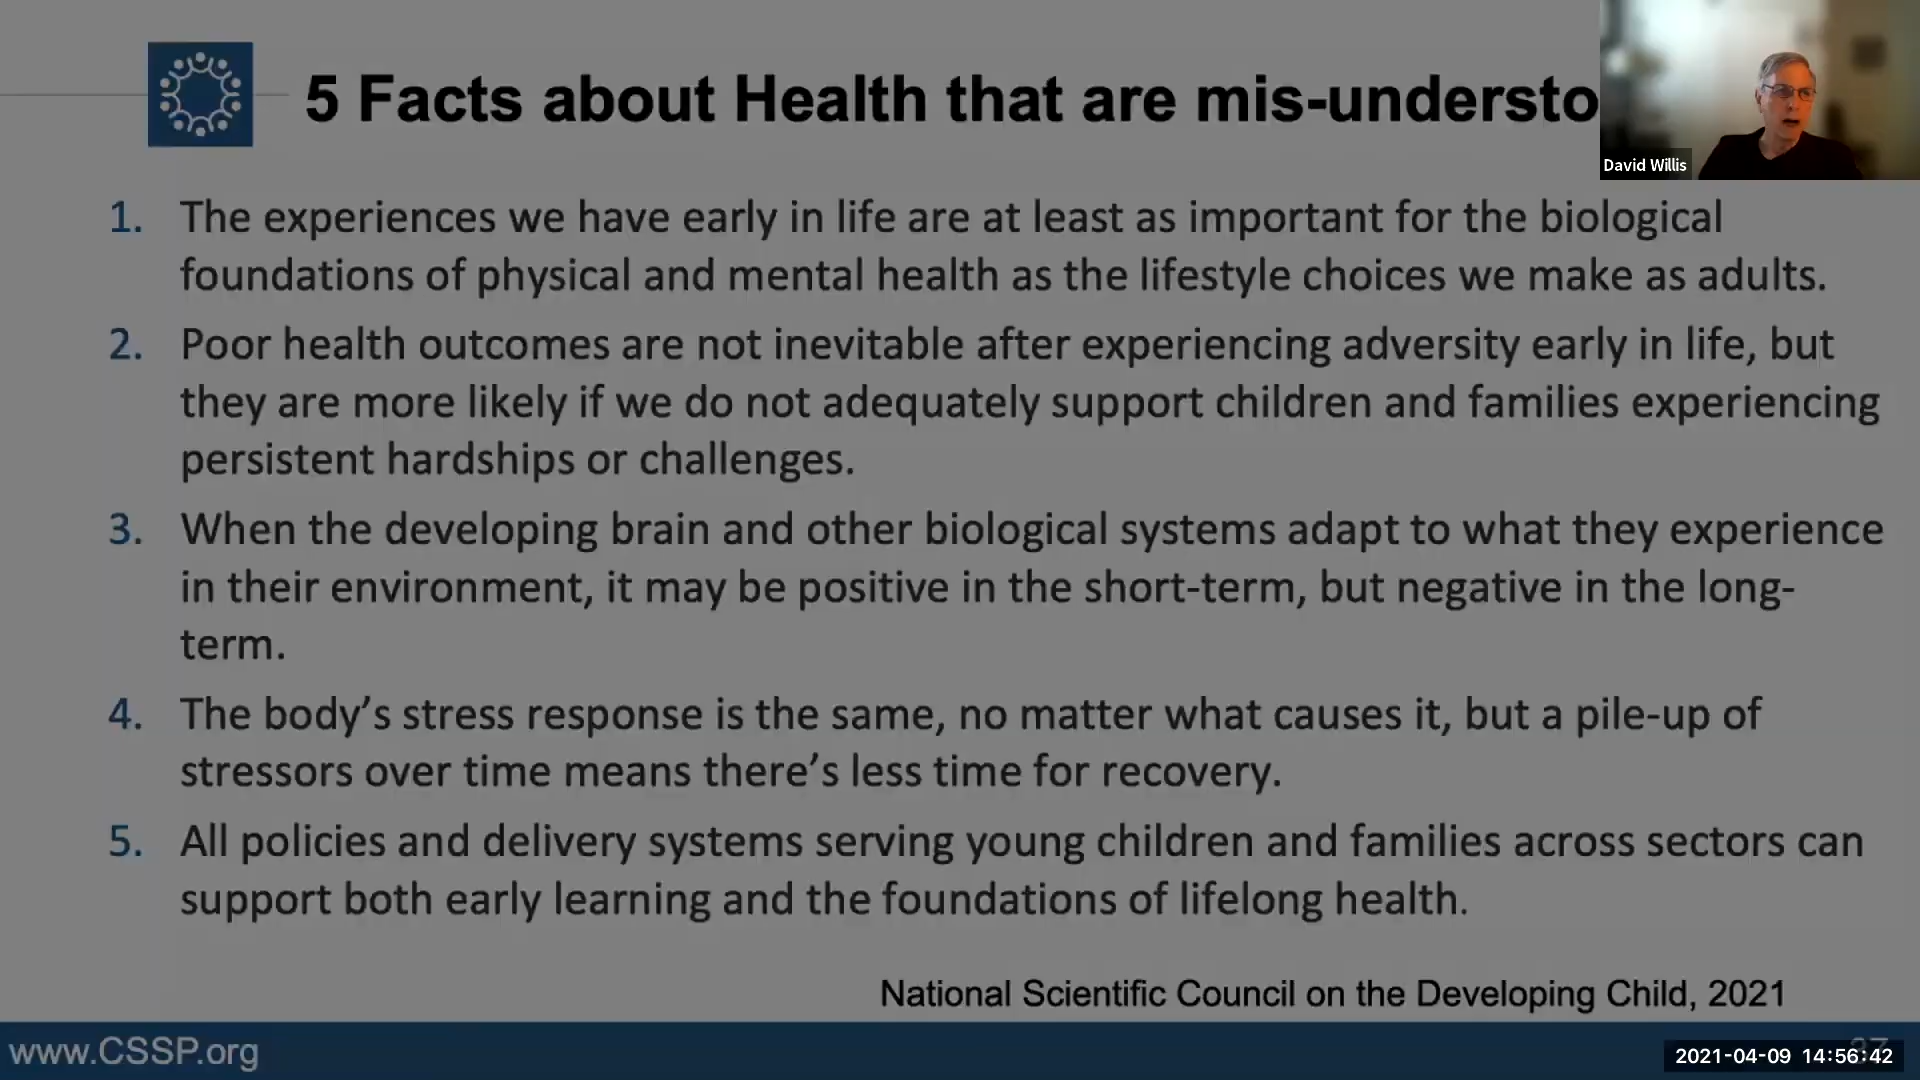 5 Facts about Health that are mis-understo
David Willis
1. The experiences we have early in life are at least as important for the biological
foundations of physical and mental health as the lifestyle choices we make as adults.
2. Poor health outcomes are not inevitable after experiencing adversity early in life, but
they are more likely if we do not adequately support children and families experiencing
persistent hardships or challenges.
3. When the developing brain and other biological systems adapt to what they experience
in their environment, it may be positive in the short-term, but negative in the long-
term.
4. The body’s stress response is the same, no matter what causes it, but a pile-up of
stressors over time means there’s less time for recovery.
5. All policies and delivery systems serving young children and families across sectors can
support both early learning and the foundations of lifelong health.
National Scientific Council on the Developing Child, 2021
www.CSSP.org
2021-04-09 14:56:42